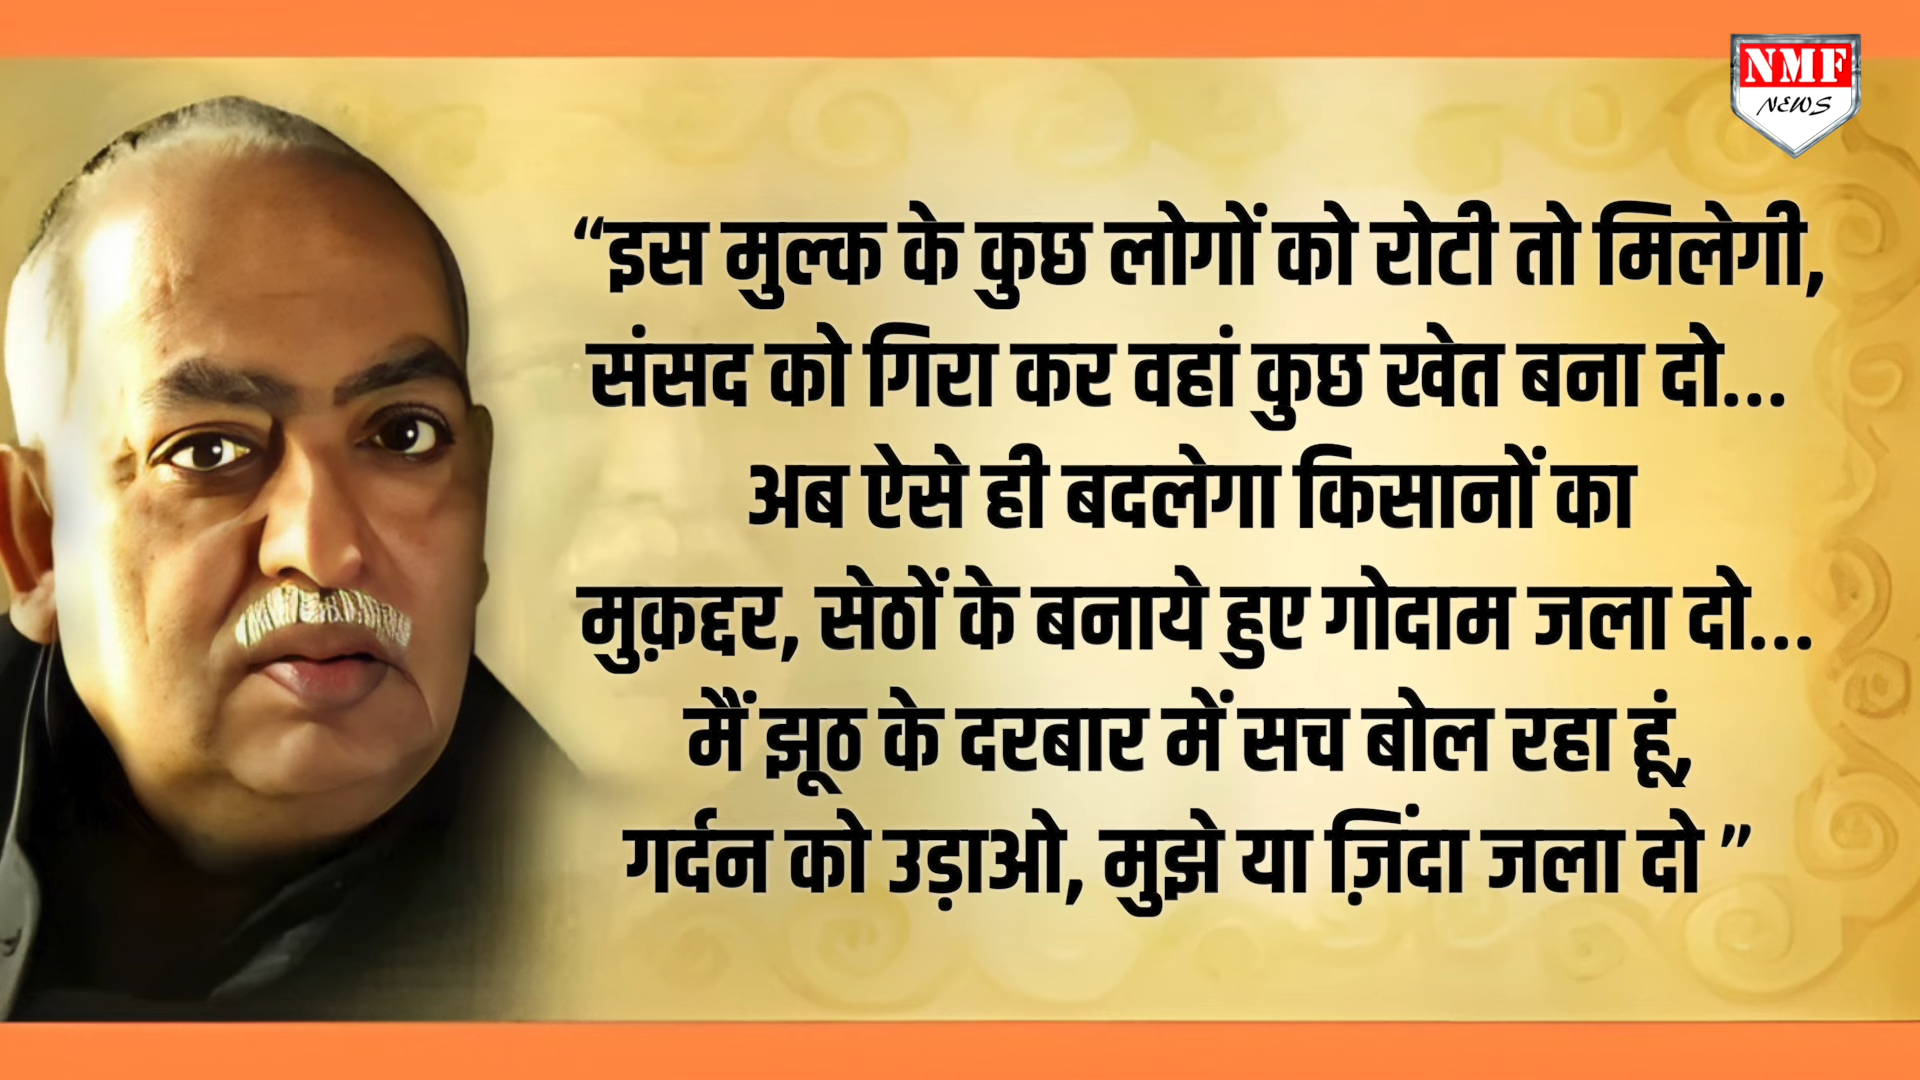 NMF
NEWS
“इस मुल्क के कुछ लोगों को रोटी तो मिलेगी,
संसद को गिरा कर वहां कुछ खेत बना दो...
अब ऐसे ही बदलेगा किसानों का
मुक़द्दर, सेठों के बनाये हुए गोदाम जला दो...
मैं झूठ के दरबार में सच बोल रहा हूं,
गर्दन को उड़ाओ, मुझे या ज़िंदा जला दो ”